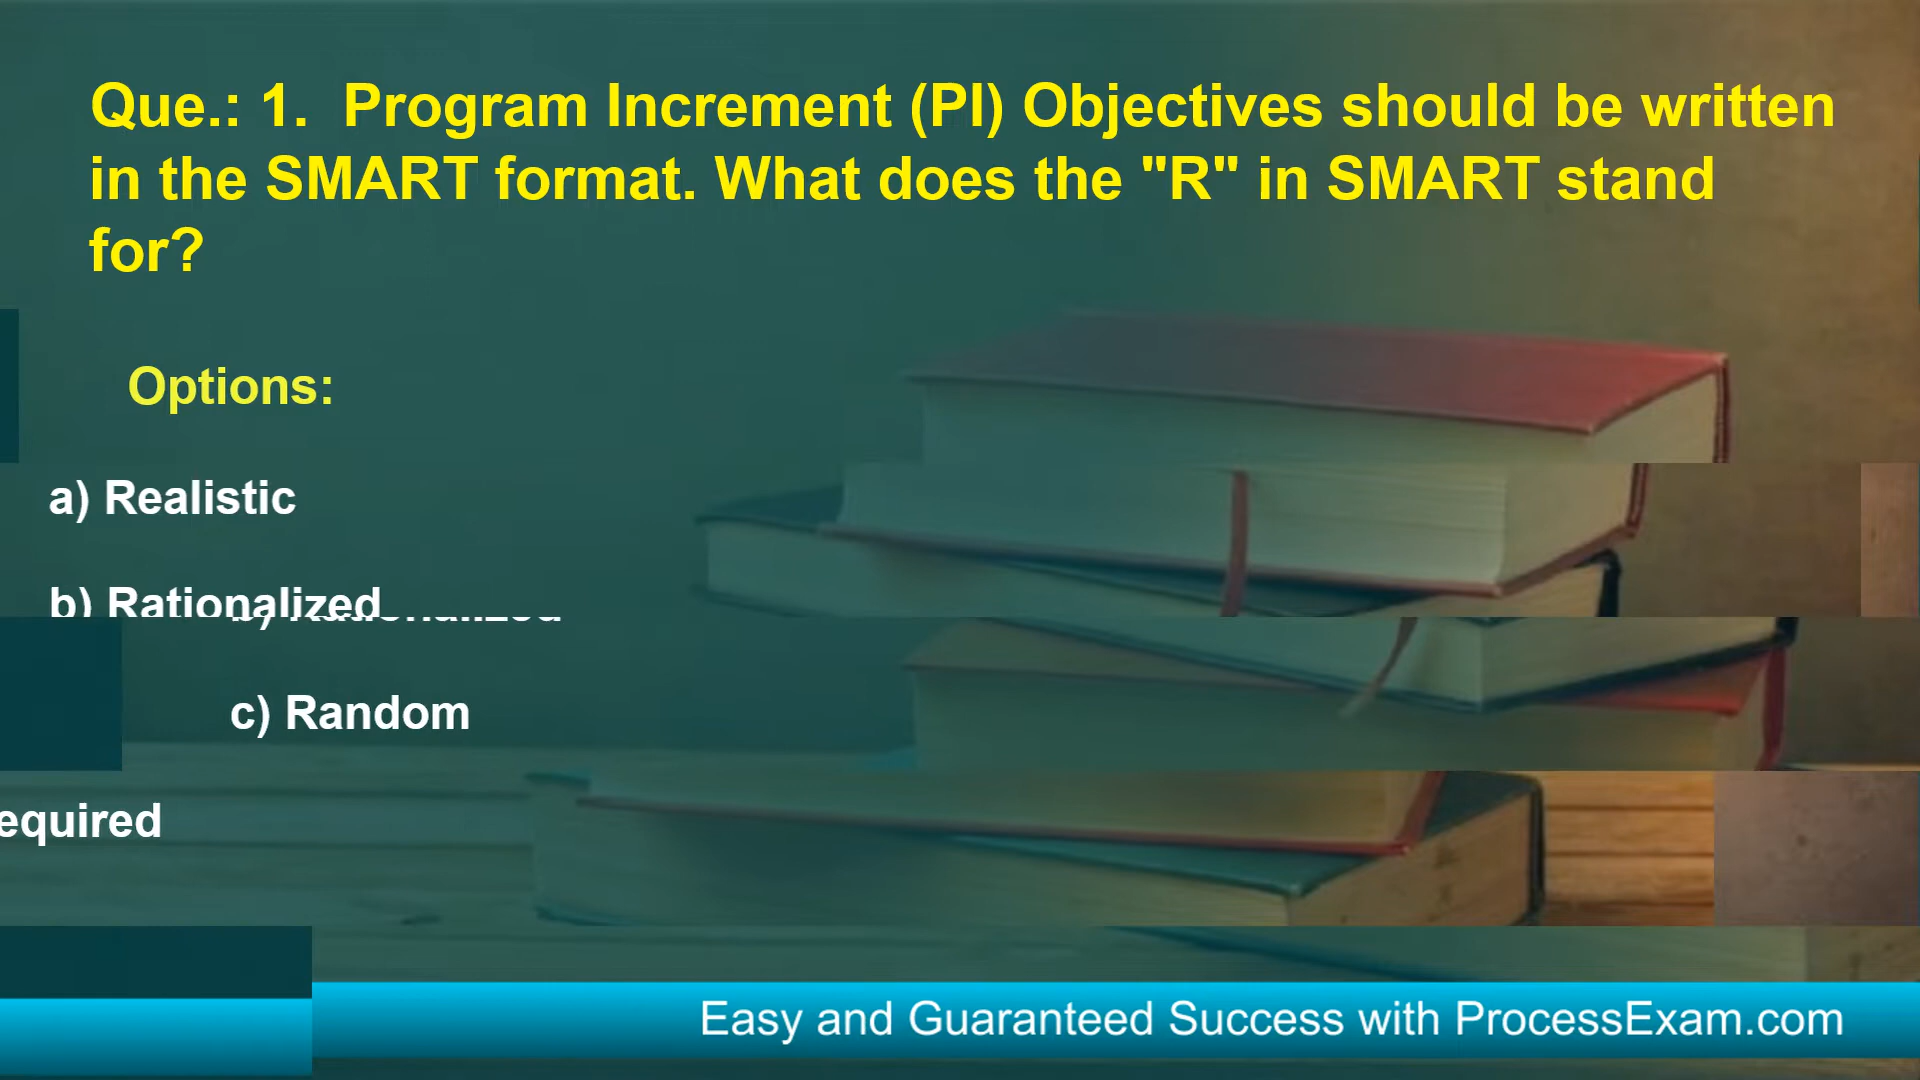 Que.: 1. Program Increment (PI) Objectives should be written
in the SMART format. What does the "R" in SMART stand
for?
Options:
a) Realistic
b) Rationalized
c) Random
equired
Easy and Guaranteed Success with ProcessExam.com